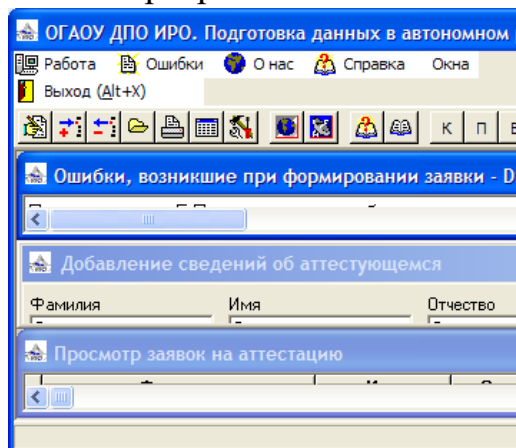 ОГАОУ ДПО ИРО. Подготовка данных в автономном
Работа Ошибки О нас Справка Окна
Выход (Alt+X)
К П
Ошибки, возникшие при формировании заявки - D
Добавление сведений об аттестующемся
Фамилия Имя Отчество
Просмотр заявок на аттестацию